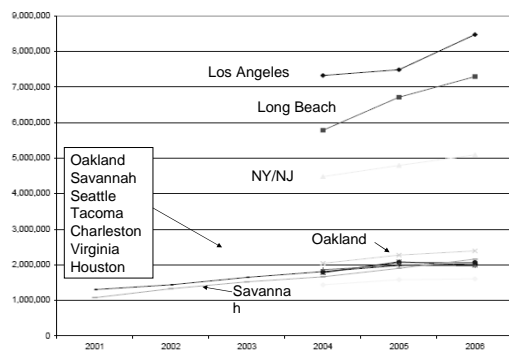 9,000,000
8,000,000
7,000,000
6,000,000
5,000,000
4,000,000
3,000,000
2,000,000
1,000,000
0
Los Angeles
Long Beach
NY/NJ
Oakland
Savannah
Seattle
Tacoma
Charleston
Virginia
Houston
Oakland
Savanna
h
2001 2002 2003 2004 2005 2006